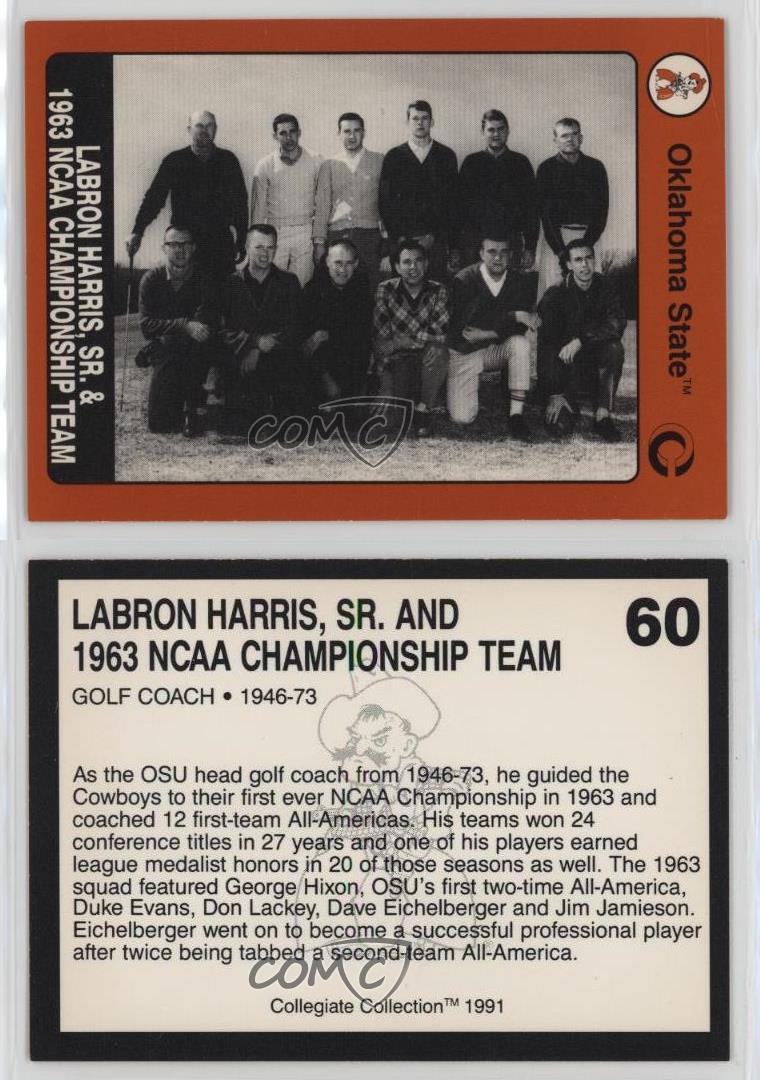 Oklahoma State™
LABRON HARRIS, SR. &
1963 NCAA CHAMPIONSHIP TEAM
COMC
LABRON HARRIS, SR. AND
1963 NCAA CHAMPIONSHIP TEAM
60
GOLF COACH • 1946-73
As the OSU head golf coach from 1946-73, he guided the
Cowboys to their first ever NCAA Championship in 1963 and
coached 12 first-team All-Americas. His teams won 24
conference titles in 27 years and one of his players earned
league medalist honors in 20 of those seasons as well. The 1963
squad featured George Hixon, OSU's first two-time All-America,
Duke Evans, Don Lackey, Dave Eichelberger and Jim Jamieson.
Eichelberger went on to become a successful professional player
after twice being tabbed a second-team All-America.
COMC
Collegiate Collection™ 1991